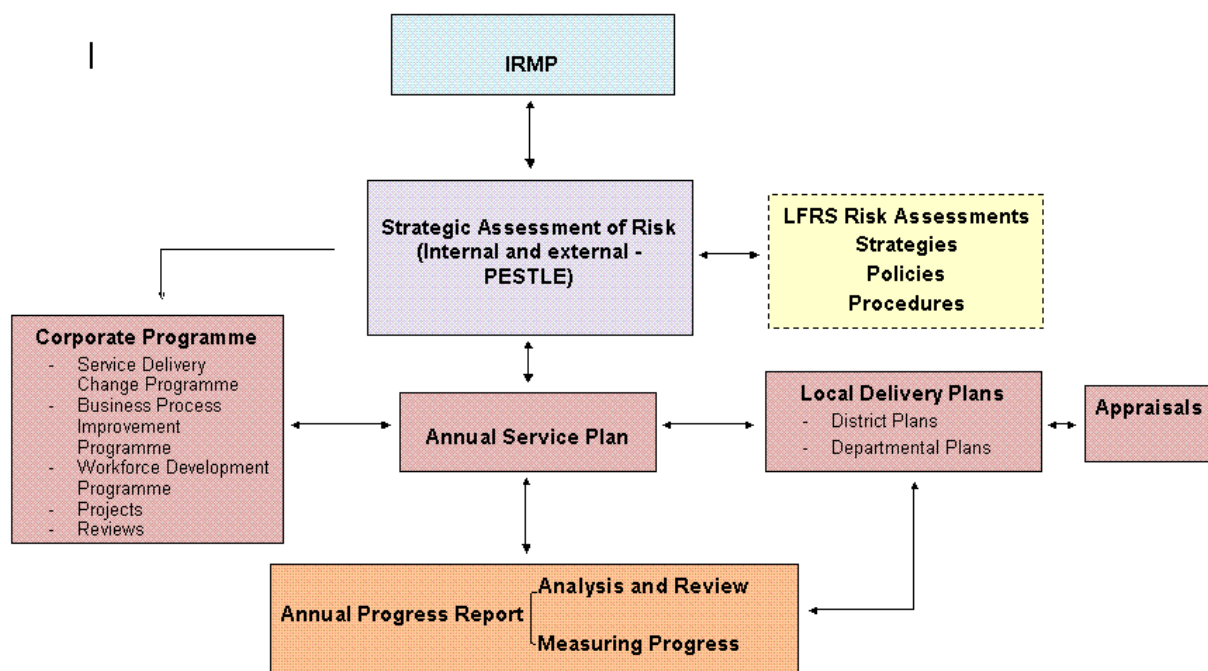 IRMP
Strategic Assessment of Risk
(Internal and external -
PESTLE)
LFRS Risk Assessments
Strategies
Policies
Procedures
Corporate Programme
- Service Delivery
Change Programme
- Business Process
Improvement
Programme
- Workforce Development
Programme
- Projects
- Reviews
Annual Service Plan
Local Delivery Plans
- District Plans
- Departmental Plans
Appraisals
Annual Progress Report
Analysis and Review
Measuring Progress